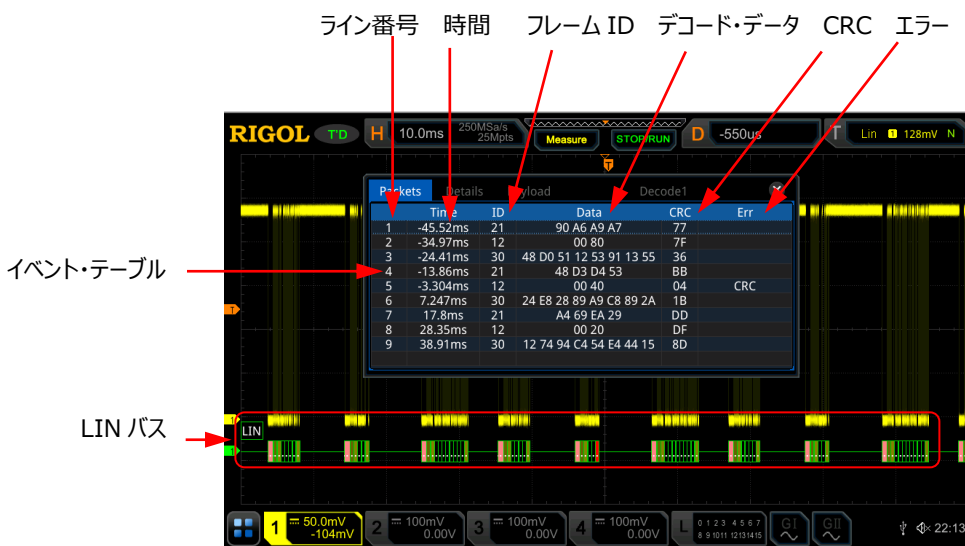 ライン番号 時間 フレーム ID デコード・データ CRC エラー
RIGOL T'D H 10.0ms 250MSa/s 25Mpts Measure STOP/RUN D -550us T Lin 1 128mV N
T
Packets Details yload Decode1
Time ID Data CRC Err
1 -45.52ms 21 90 A6 A9 A7 77
2 -34.97ms 12 00 80 7F
3 -24.41ms 30 48 D0 51 12 53 91 13 55 36
イベント・テーブル
4 -13.86ms 21 48 D3 D4 53 BB
5 -3.304ms 12 00 40 04 CRC
6 7.247ms 30 24 E8 28 89 A9 C8 89 2A 1B
T
7 17.8ms 21 A4 69 EA 29 DD
8 28.35ms 12 00 20 DF
9 38.91ms 30 12 74 94 C4 54 E4 44 15 8D
LIN バス
LIN
1 50.0mV -104mV 2 100mV 0.00V 3 100mV 0.00V 4 100mV 0.00V L 0 1 2 3 4 5 6 7 GI GII 22:13
8 9 10 11 12 13 14 15